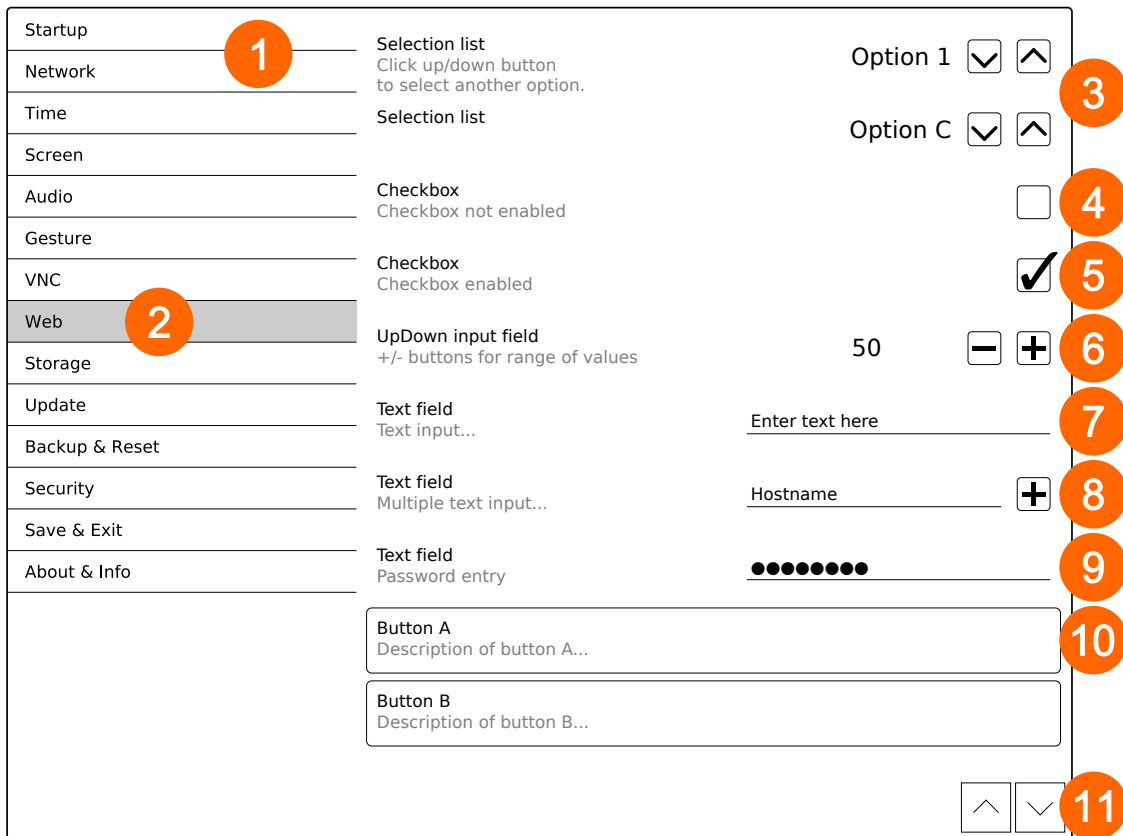 Startup
Network
Time
Screen
Audio
Gesture
VNC
Web
Storage
Update
Backup & Reset
Security
Save & Exit
About & Info
1
2
Selection list
Click up/down button
to select another option.
Option 1
3
Selection list
Option C
Checkbox
Checkbox not enabled
4
Checkbox
Checkbox enabled
5
UpDown input field
+/- buttons for range of values
50
6
Text field
Text input...
Enter text here
7
Text field
Multiple text input...
Hostname
8
Text field
Password entry
9
Button A
Description of button A...
10
Button B
Description of button B...
11